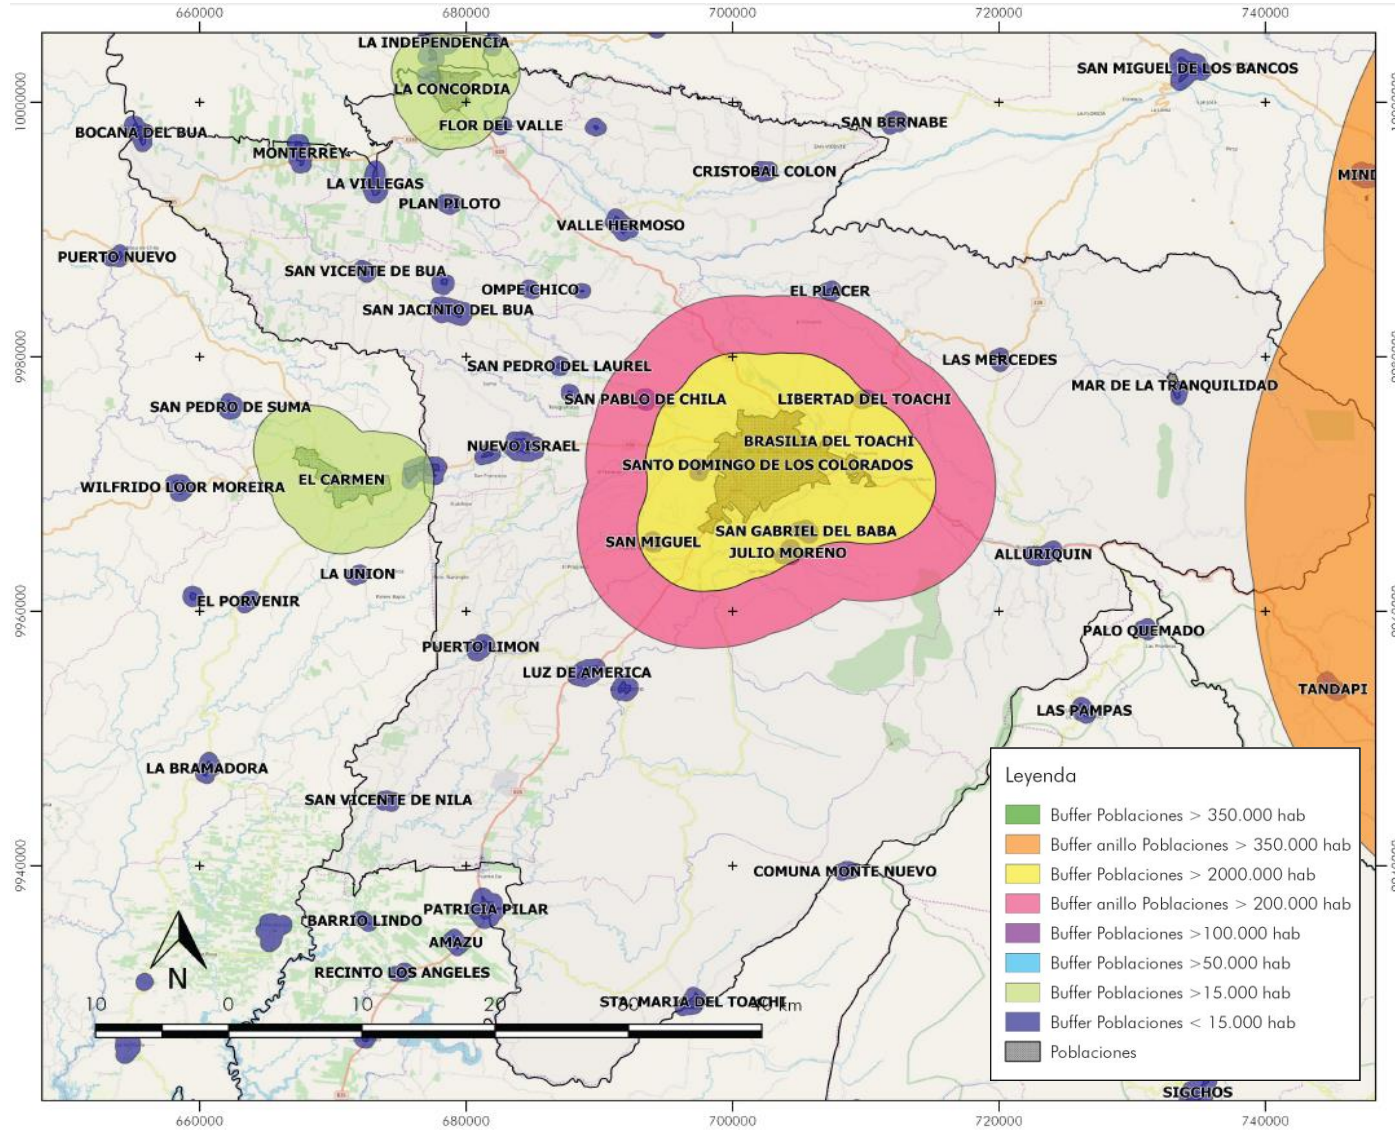 660000
680000
700000
720000
740000
LA INDEPENDENCIA
SAN MIGUEL DE LOS BANCOS
LA CONCORDIA
10000000
BOCANA DEL BUA
FLOR DEL VALLE
SAN BERNABE
MONTERREY
CRISTOBAL COLON
LA VILLEGAS
PLAN PILOTO
VALLE HERMOSO
PUERTO NUEVO
SAN VICENTE DE BUA
OMPE CHICO
EL PLACER
SAN JACINTO DEL BUA
9980000
SAN PEDRO DEL LAUREL
LAS MERCEDES
MAR DE LA TRANQUILIDAD
SAN PEDRO DE SUMA
SAN PABLO DE CHILA
LIBERTAD DEL TOACHI
NUEVO ISRAEL
BRASILIA DEL TOACHI
SANTO DOMINGO DE LOS COLORADOS
EL CARMEN
WILFRIDO LOOR MOREIRA
SAN GABRIEL DEL BABA
SAN MIGUEL
JULIO MORENO
ALLURIQUIN
LA UNION
EL PORVENIR
9960000
PALO QUEMADO
PUERTO LIMON
LUZ DE AMERICA
TANDAPI
LAS PAMPAS
LA BRAMADORA
SAN VICENTE DE NILA
9940000
COMUNA MONTE NUEVO
PATRICIA PILAR
BARRIO LINDO
AMAZU
RECINTO LOS ANGELES
STA. MARIA DEL TOACHI
SIGCHOS
N
10 0 10 20 30 40 km
Leyenda
Buffer Poblaciones > 350.000 hab
Buffer anillo Poblaciones > 350.000 hab
Buffer Poblaciones > 2000.000 hab
Buffer anillo Poblaciones > 200.000 hab
Buffer Poblaciones >100.000 hab
Buffer Poblaciones >50.000 hab
Buffer Poblaciones >15.000 hab
Buffer Poblaciones < 15.000 hab
Poblaciones
660000
680000
700000
720000
740000